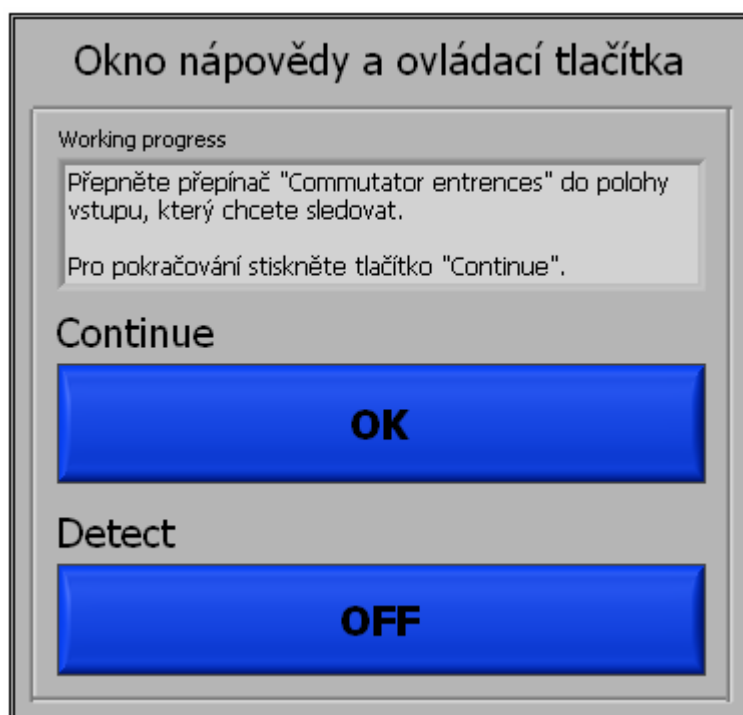 Okno nápovědy a ovládací tlačítka
Working progress
Přepněte přepínač "Commutator entrences" do polohy
vstupu, který chcete sledovat.
Pro pokračování stiskněte tlačítko "Continue".
Continue
OK
Detect
OFF